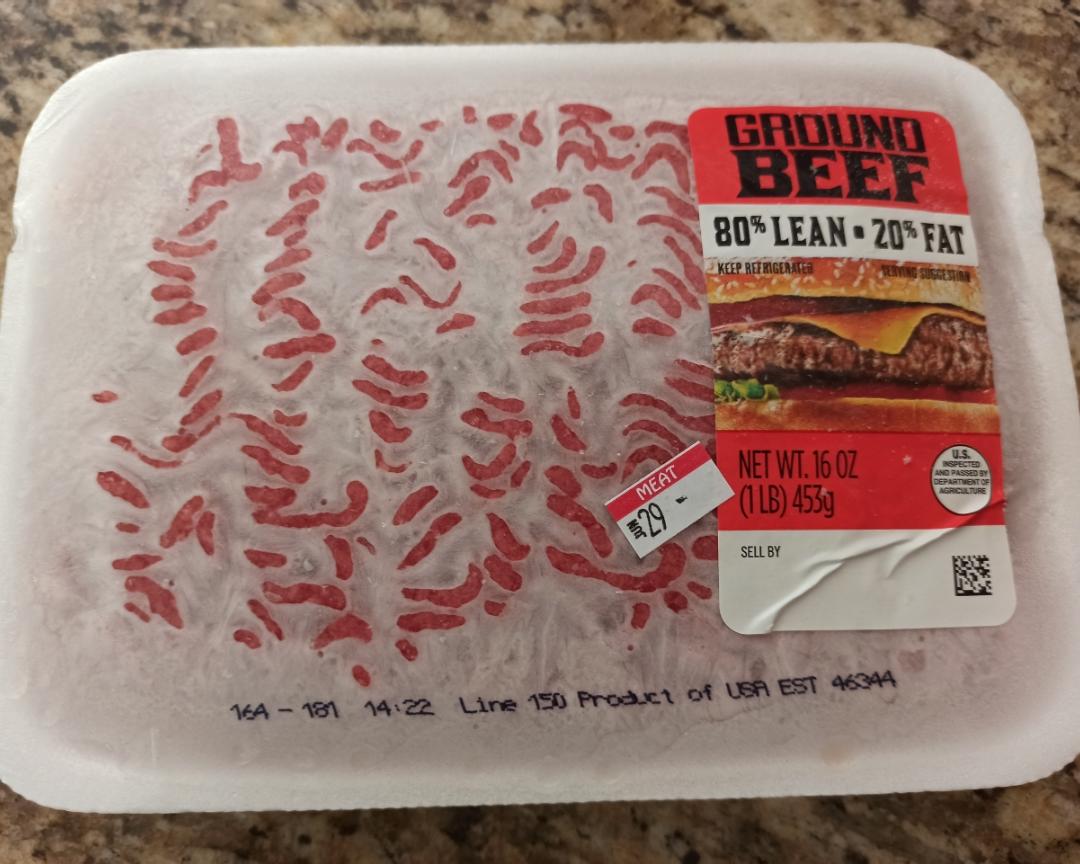 GROUND
BEEF
80% LEAN ▪ 20% FAT
KEEP REFRIGERATED
SERVING SUGGESTION
NET WT. 16 OZ
(1 LB) 453g
U.S.
INSPECTED
AND PASSED BY
DEPARTMENT OF
AGRICULTURE
MEAT
JUN 29
SELL BY
164 - 181 14:22 Line 150 Product of USA EST 46344